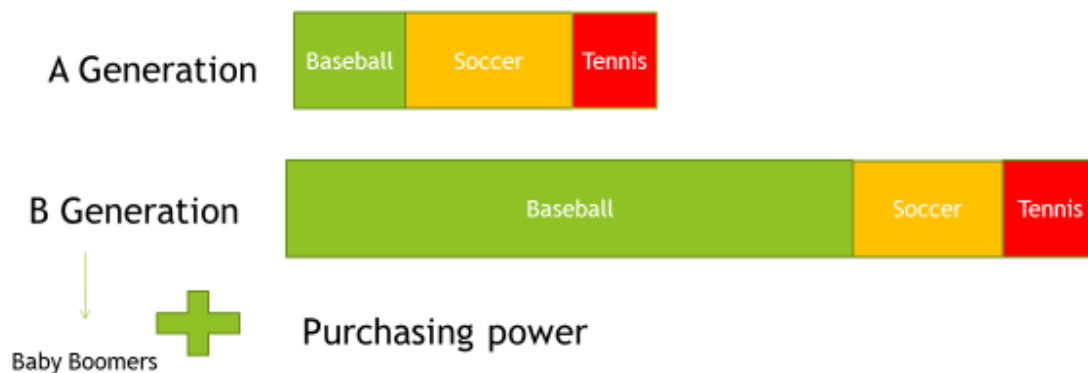 A Generation
Baseball
Soccer
Tennis
B Generation
Baseball
Soccer
Tennis
Baby Boomers
Purchasing power